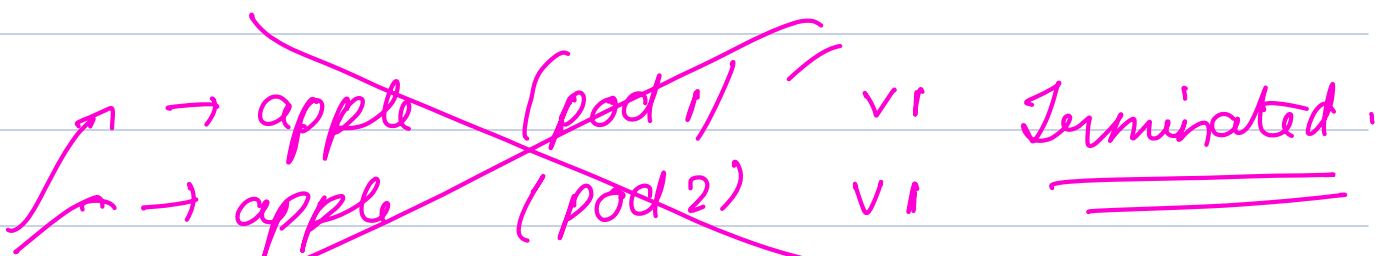 → apple (pod 1) v1 Terminated.
→ apple (pod 2) v1